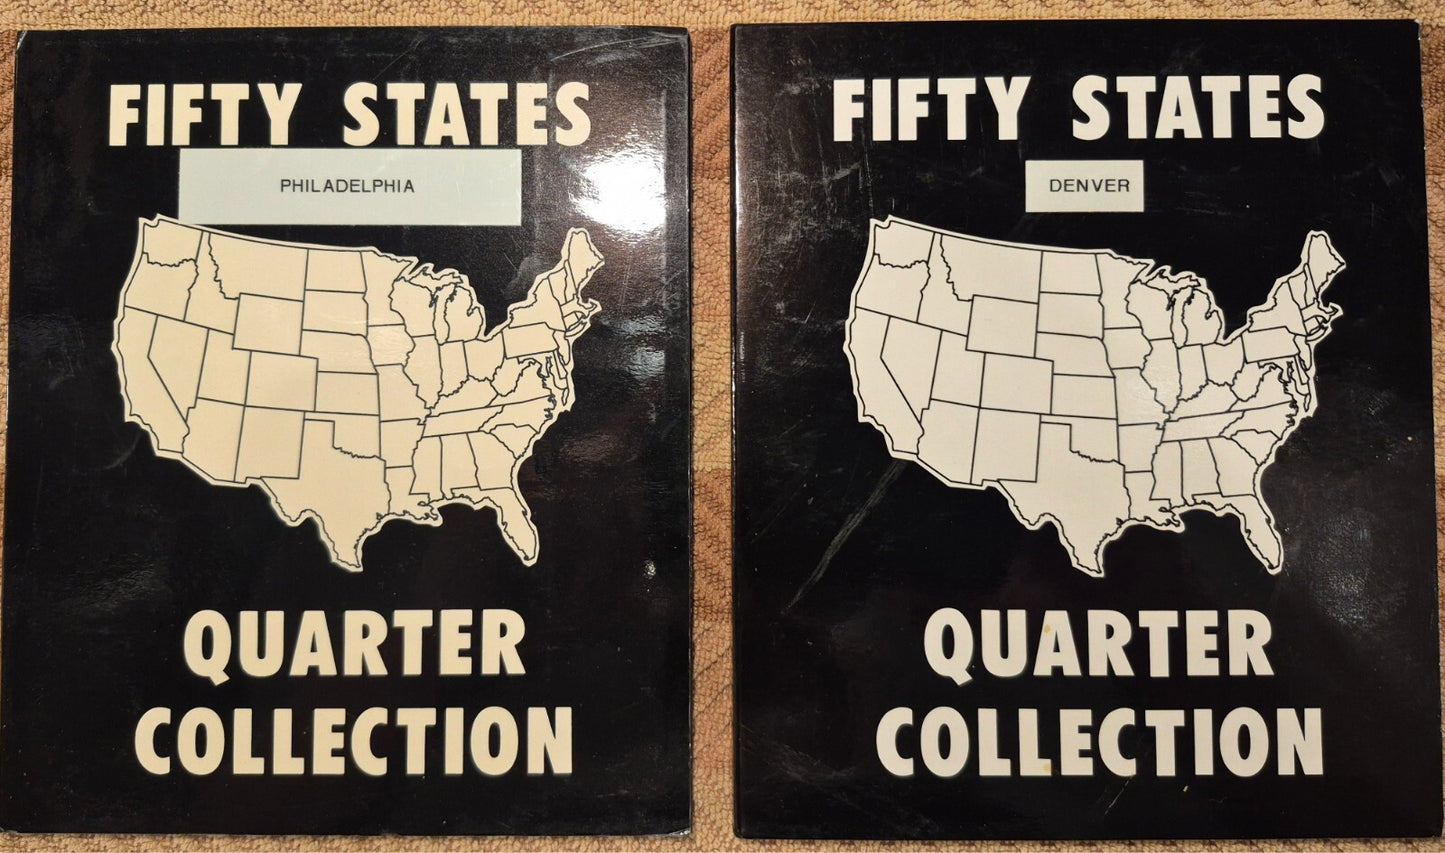 FIFTY STATES
PHILADELPHIA
QUARTER
COLLECTION
FIFTY STATES
DENVER
QUARTER
COLLECTION